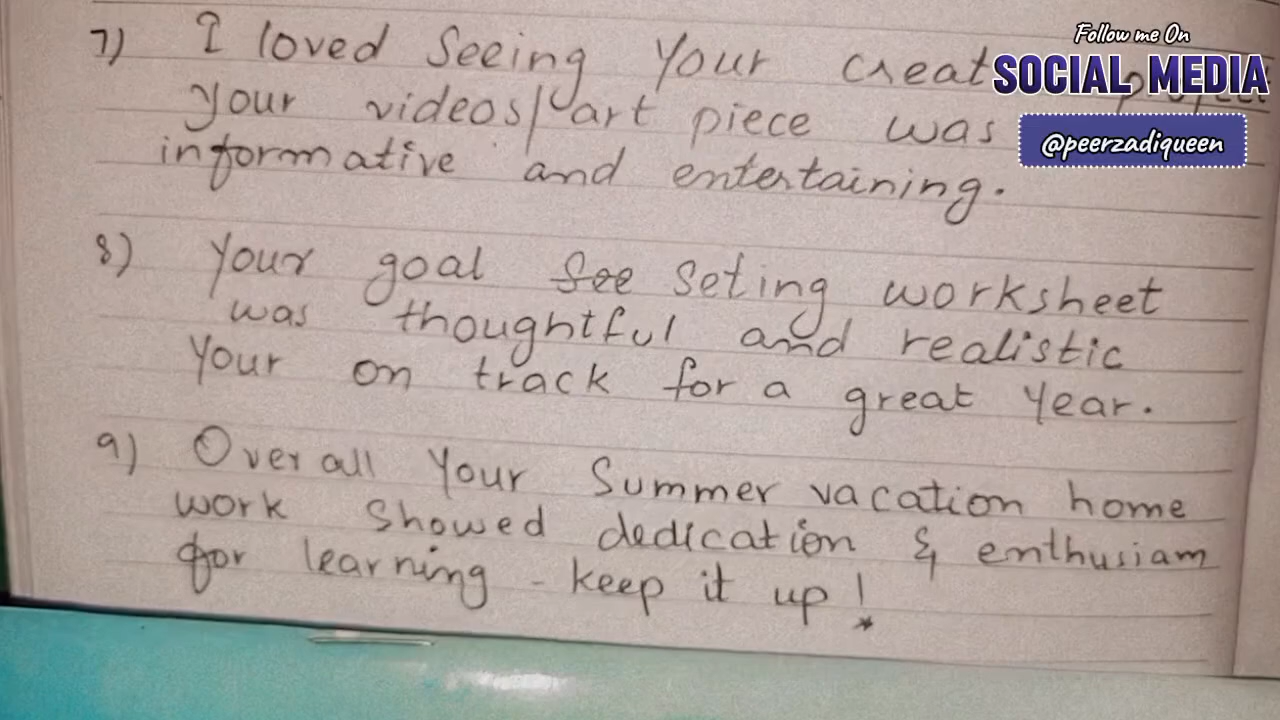 7) I loved Seeing Your creat
your videos/art piece was
informative and entertaining.
8) Your goal See seting worksheet
was thoughtful and realistic
Your on track for a great Year.
9) Overall Your Summer vacation home
work showed dedication & enthusiam
for learning - keep it up!
Follow me On
SOCIAL MEDIA
@peerzadiqueen